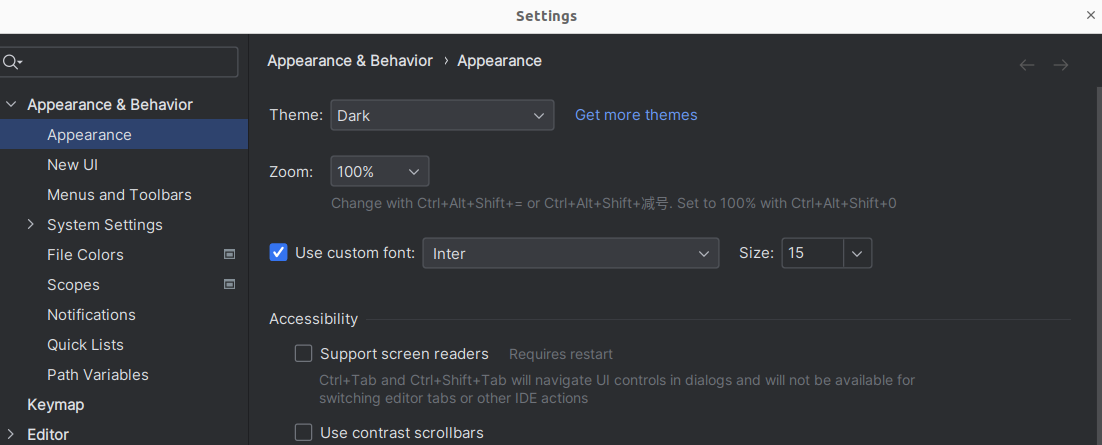 Settings
Appearance & Behavior › Appearance
Appearance & Behavior
Appearance
New UI
Menus and Toolbars
System Settings
File Colors
Scopes
Notifications
Quick Lists
Path Variables
Keymap
Editor
Theme: Dark Get more themes
Zoom: 100%
Change with Ctrl+Alt+Shift+= or Ctrl+Alt+Shift+减号. Set to 100% with Ctrl+Alt+Shift+0
Use custom font: Inter Size: 15
Accessibility
Support screen readers Requires restart
Ctrl+Tab and Ctrl+Shift+Tab will navigate UI controls in dialogs and will not be available for
switching editor tabs or other IDE actions
Use contrast scrollbars